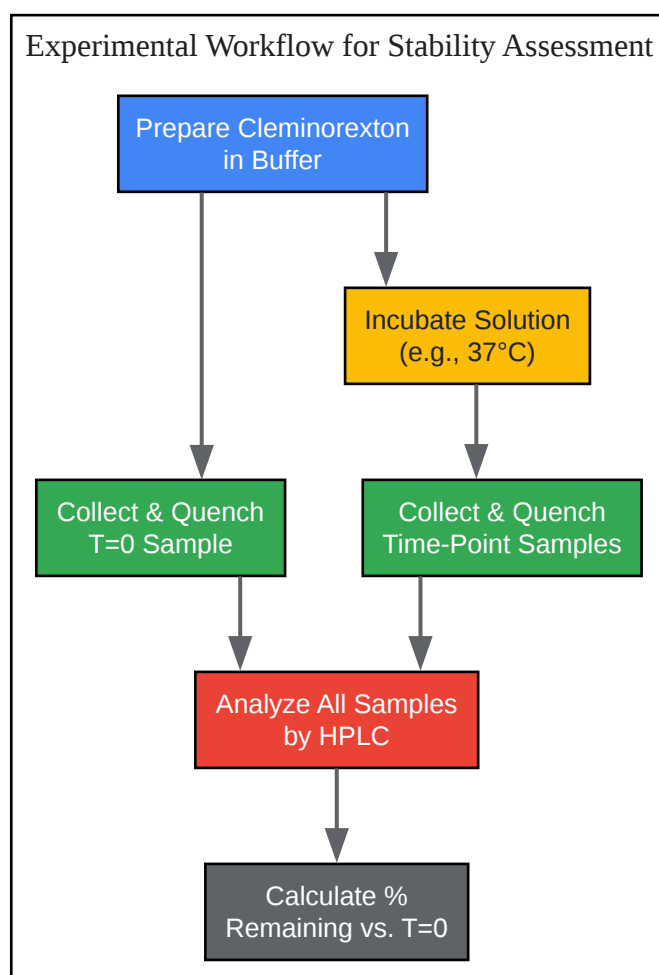 Experimental Workflow for Stability Assessment
Prepare Cleminorexton
in Buffer
Incubate Solution
(e.g., 37°C)
Collect & Quench
T=0 Sample
Collect & Quench
Time-Point Samples
Analyze All Samples
by HPLC
Calculate %
Remaining vs. T=0